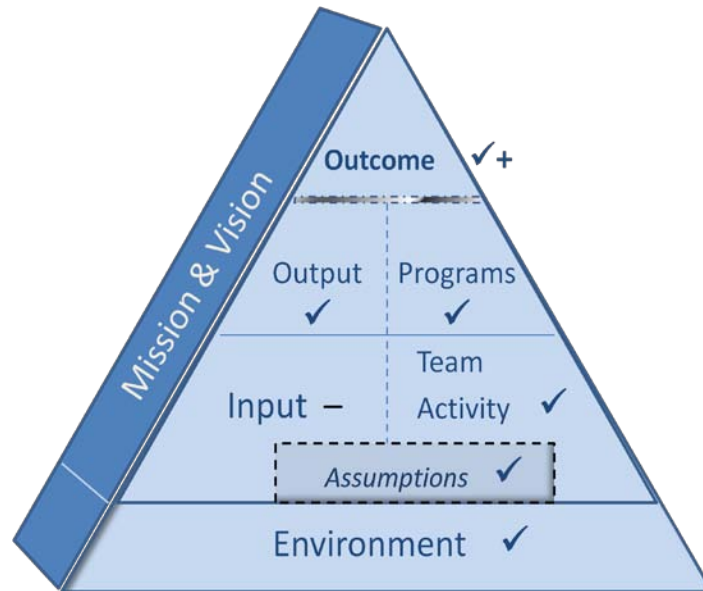 Mission & Vision
Outcome ✓+
Output Programs
✓ ✓
Team
Input – Activity ✓
Assumptions ✓
Environment ✓